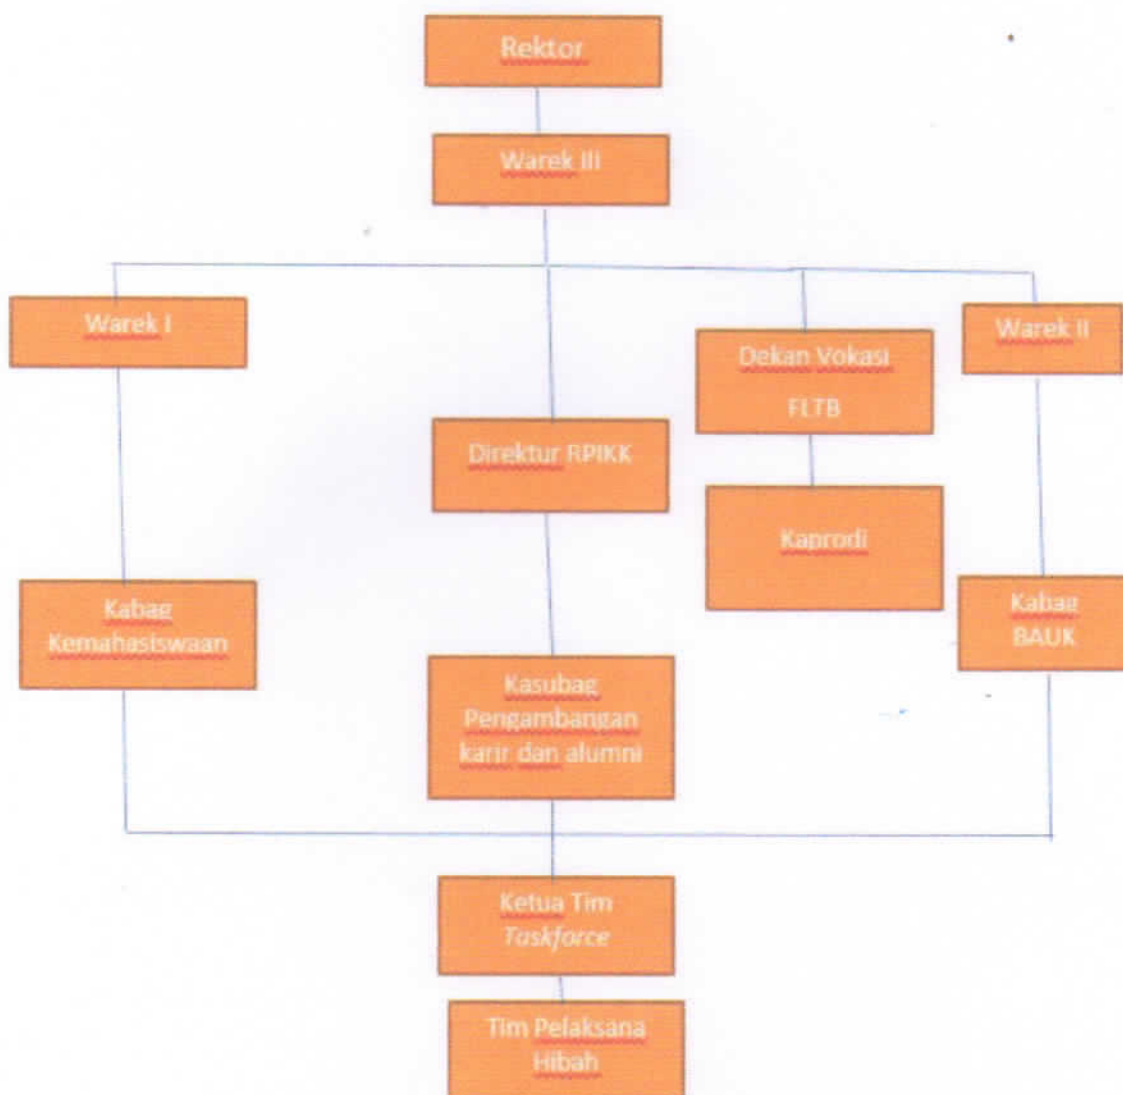 Rektor
Warek III
Warek I
Warek II
Dekan Vokasi
FLTB
Direktur RPIKK
Kaprodi
Kabag
Kemahasiswaan
Kabag
BAUK
Kasubag
Pengambangan
karir dan alumni
Ketua Tim
Taskforce
Tim Pelaksana
Hibah